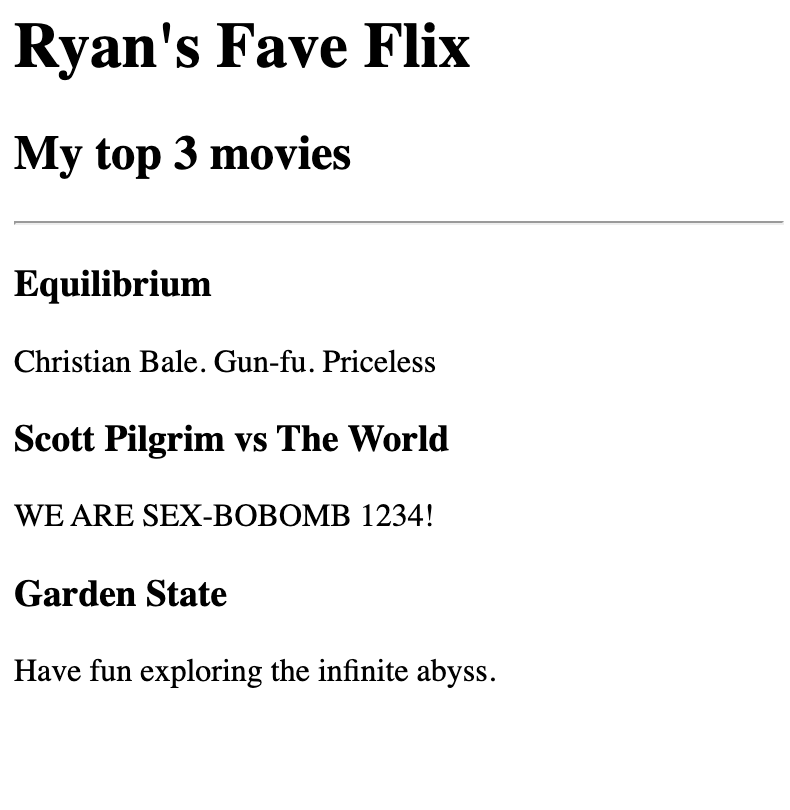 Ryan's Fave Flix
My top 3 movies
Equilibrium
Christian Bale. Gun-fu. Priceless
Scott Pilgrim vs The World
WE ARE SEX-BOBOMB 1234!
Garden State
Have fun exploring the infinite abyss.